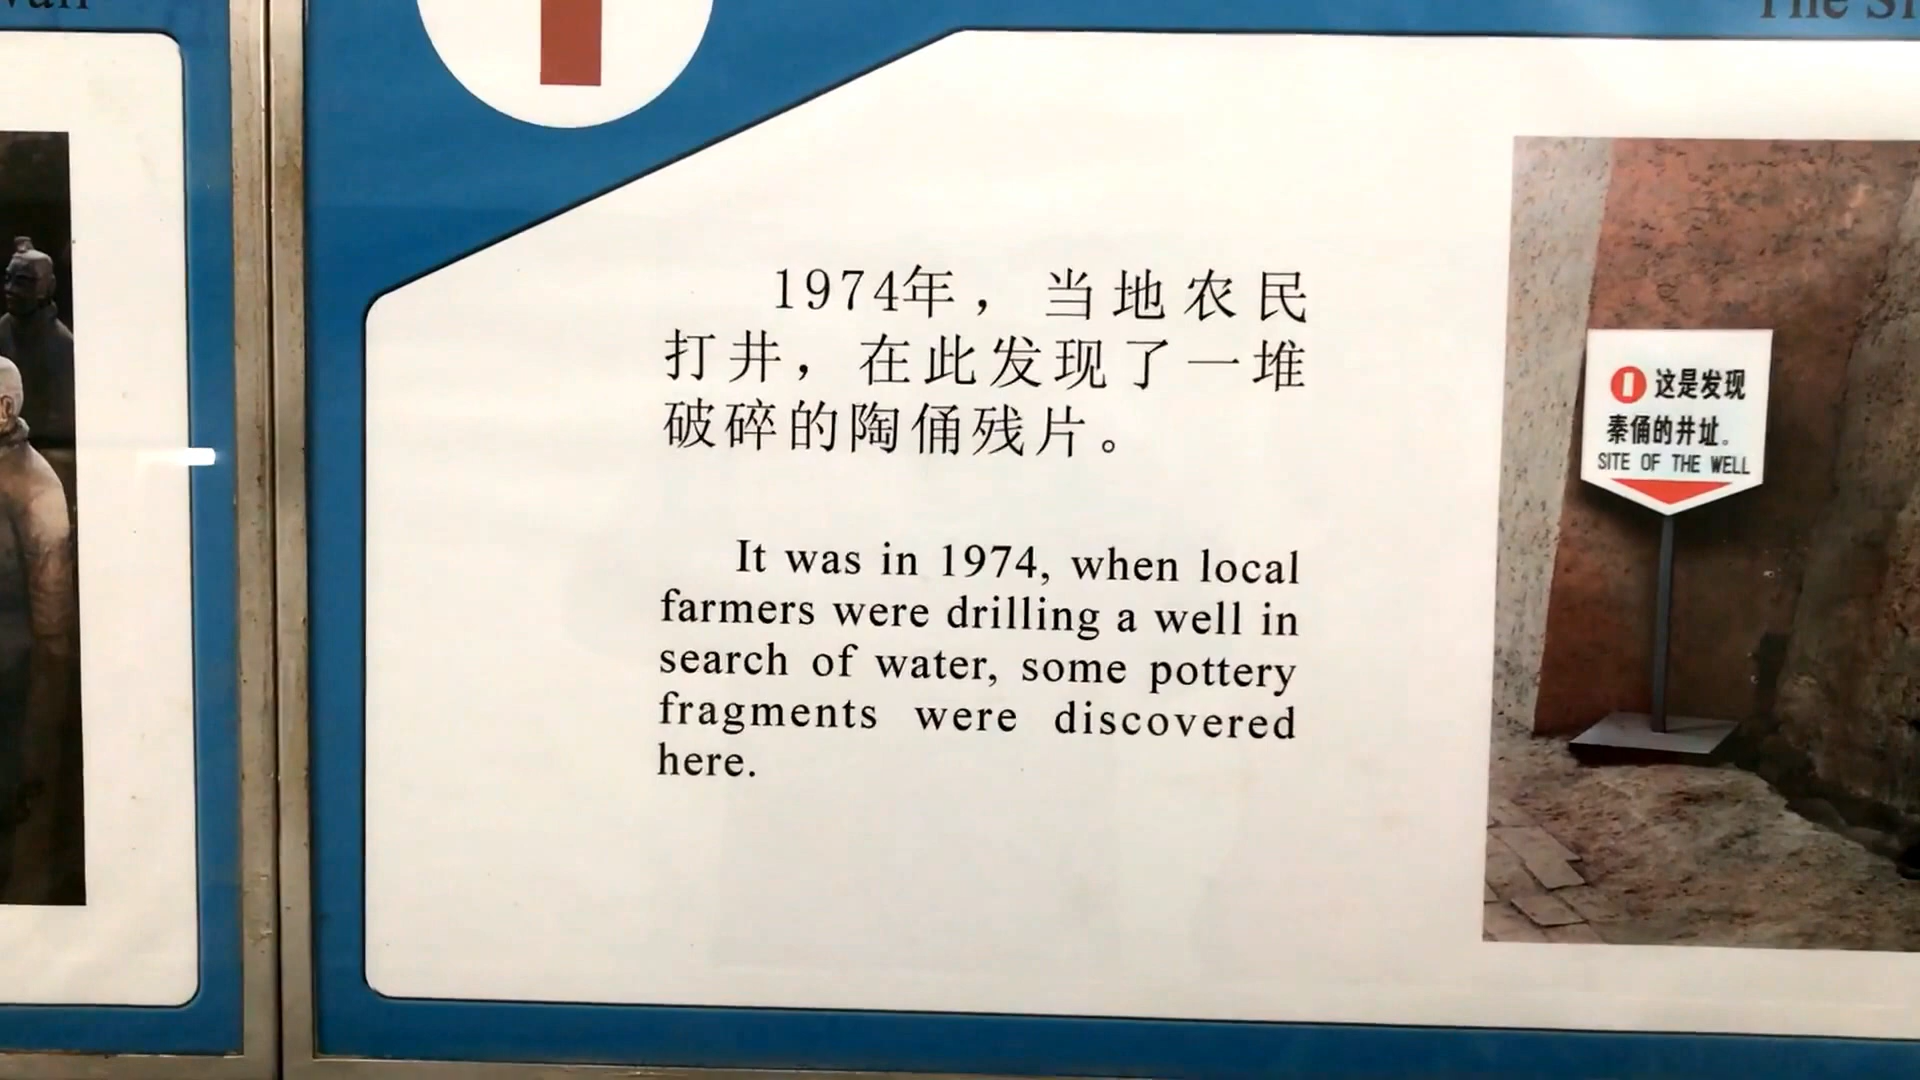 1974年，当地农民
打井，在此发现了一堆
破碎的陶俑残片。
It was in 1974, when local
farmers were drilling a well in
search of water, some pottery
fragments were discovered
here.
1 这是发现
秦俑的井址。
SITE OF THE WELL